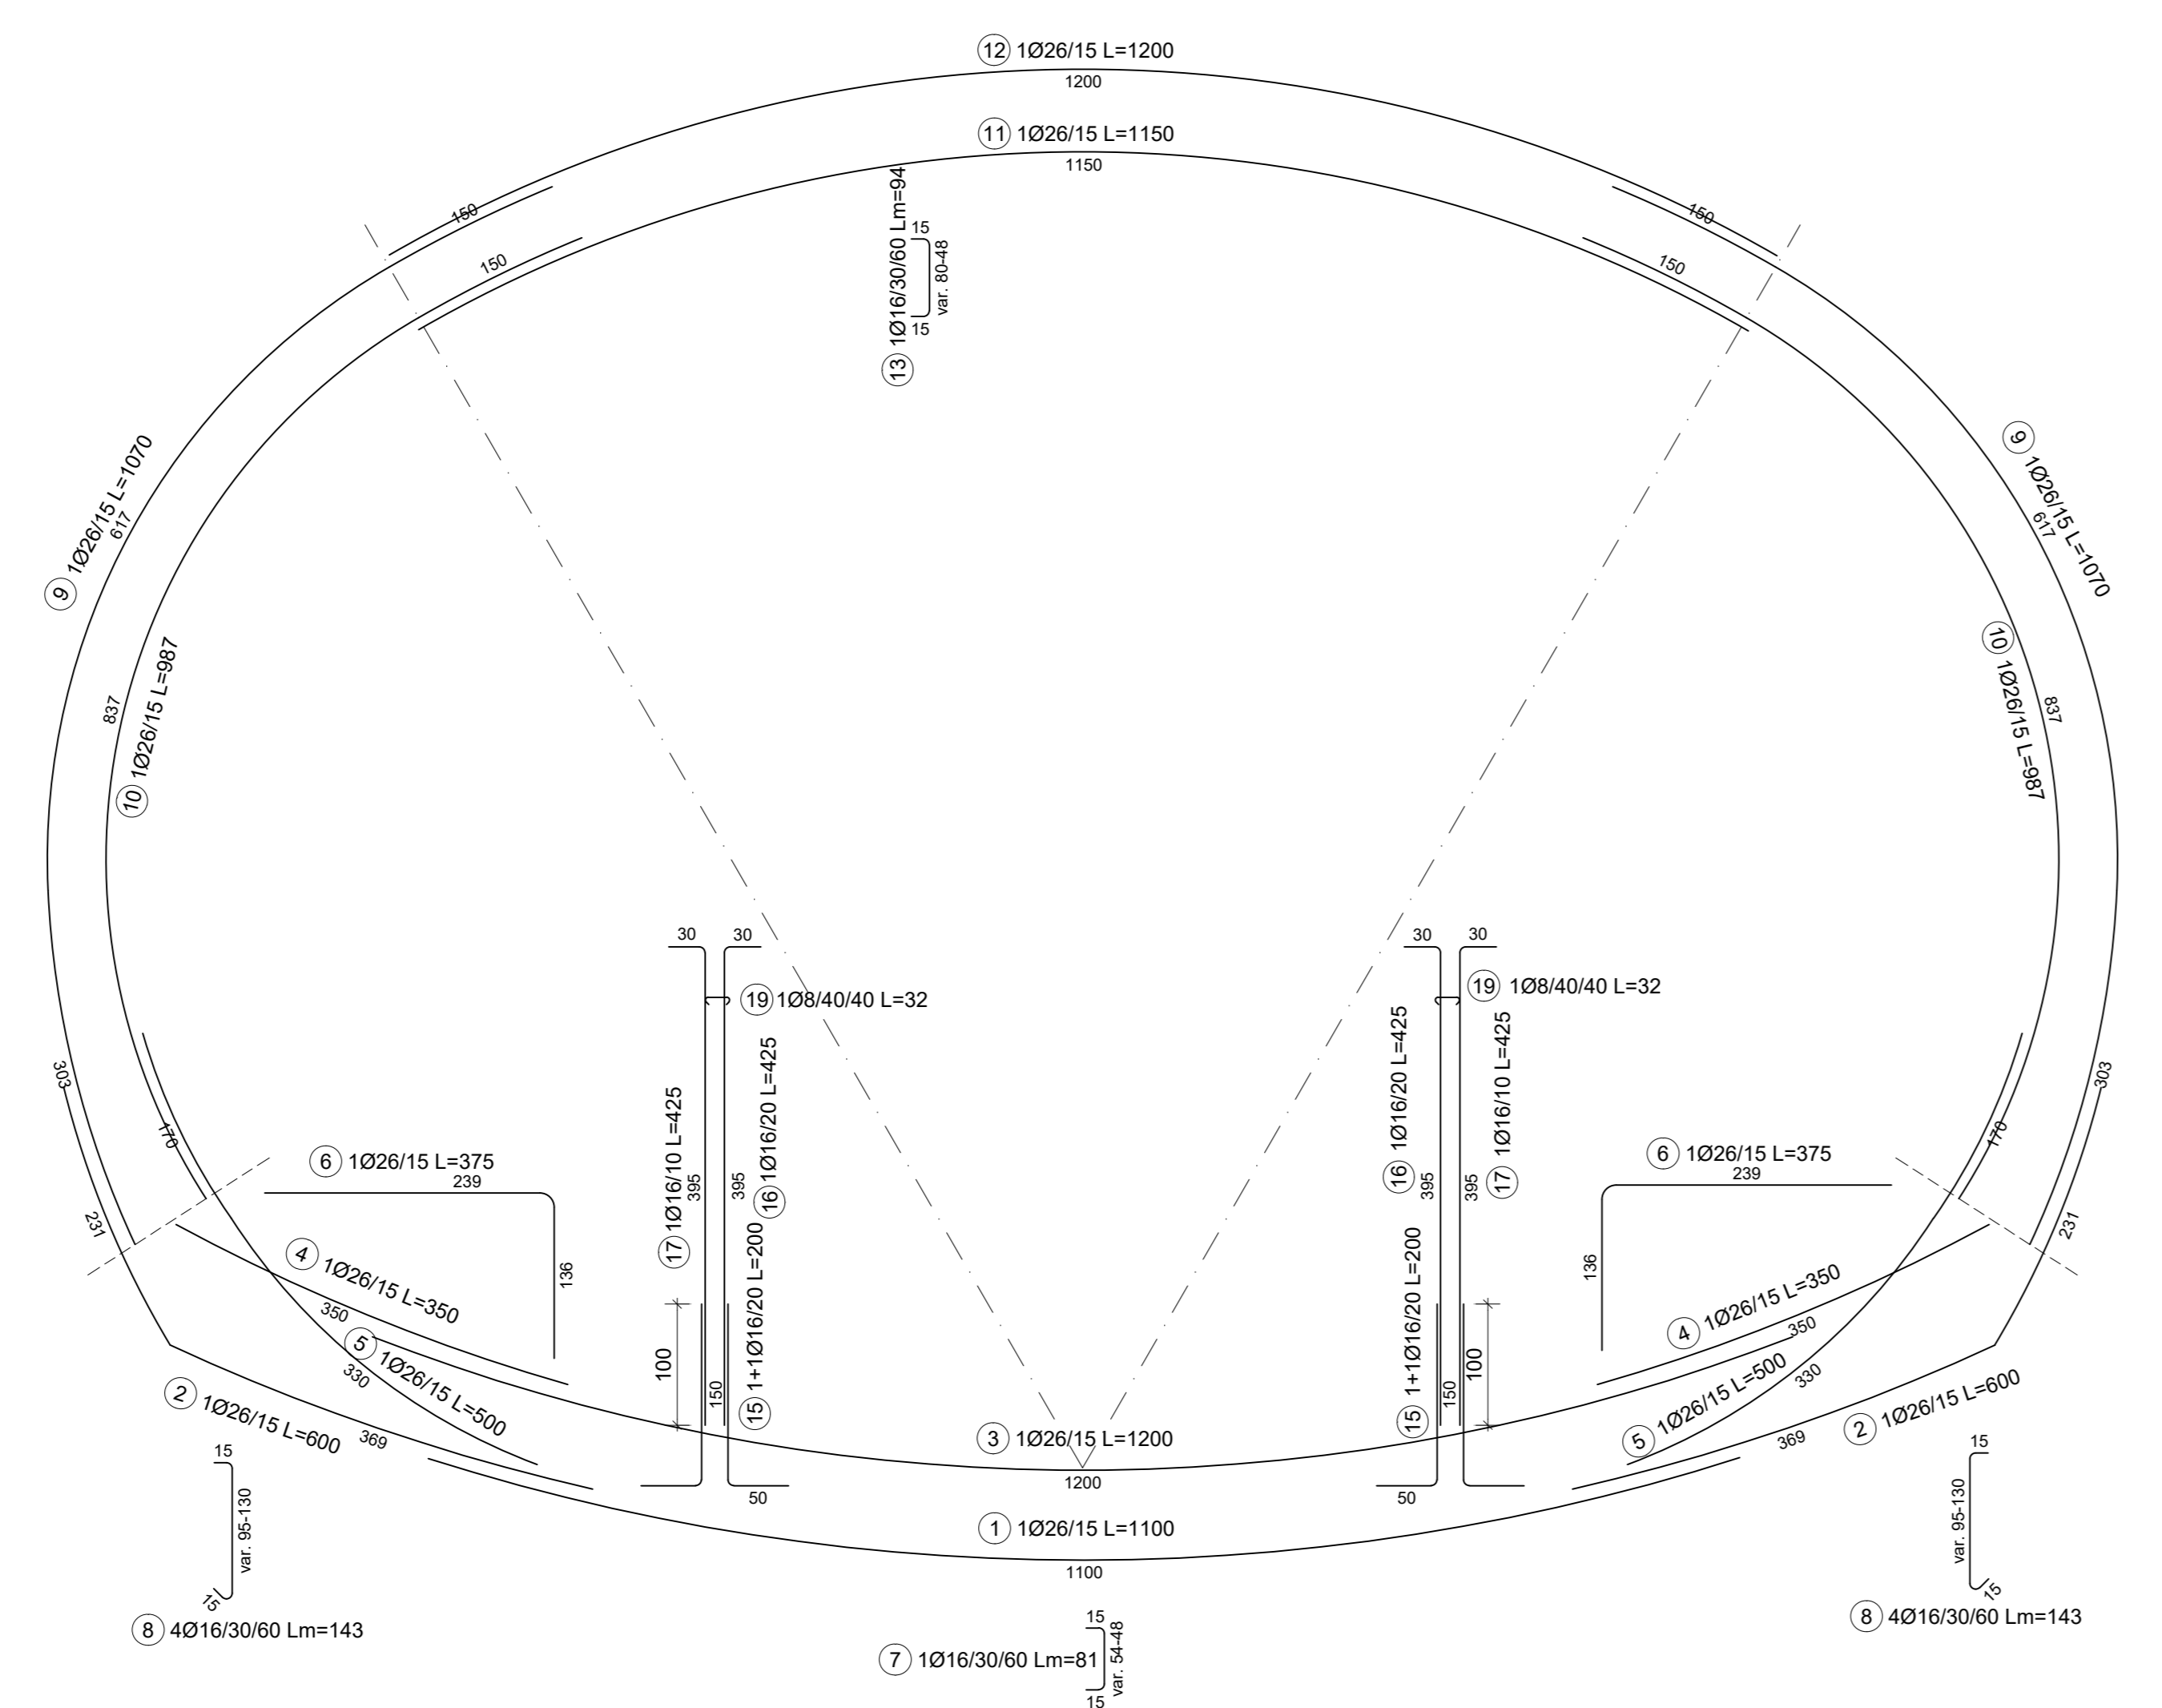 12 1Ø26/15 L=1200
1200
11 1Ø26/15 L=1150
1150
150
150
150
150
13 1Ø16/30/60 Lm=94
15
var. 80-48
15
9 1Ø26/15 L=1070
617
9 1Ø26/15 L=1070
617
10 1Ø26/15 L=987
837
10 1Ø26/15 L=987
837
30
30
30
30
19 1Ø8/40/40 L=32
19 1Ø8/40/40 L=32
17 1Ø16/10 L=425
395
395
16 1Ø16/20 L=425
16 1Ø16/20 L=425
395
395
17 1Ø16/10 L=425
303
303
170
170
231
231
6 1Ø26/15 L=375
239
136
6 1Ø26/15 L=375
239
136
4 1Ø26/15 L=350
350
4 1Ø26/15 L=350
350
5 1Ø26/15 L=500
330
5 1Ø26/15 L=500
330
100
150
15 1+1Ø16/20 L=200
15 1+1Ø16/20 L=200
150
100
2 1Ø26/15 L=600
369
2 1Ø26/15 L=600
369
3 1Ø26/15 L=1200
1200
50
50
1 1Ø26/15 L=1100
1100
15
var. 95-130
15
8 4Ø16/30/60 Lm=143
15
var. 95-130
15
8 4Ø16/30/60 Lm=143
15
7 1Ø16/30/60 Lm=81
var. 54-48
15